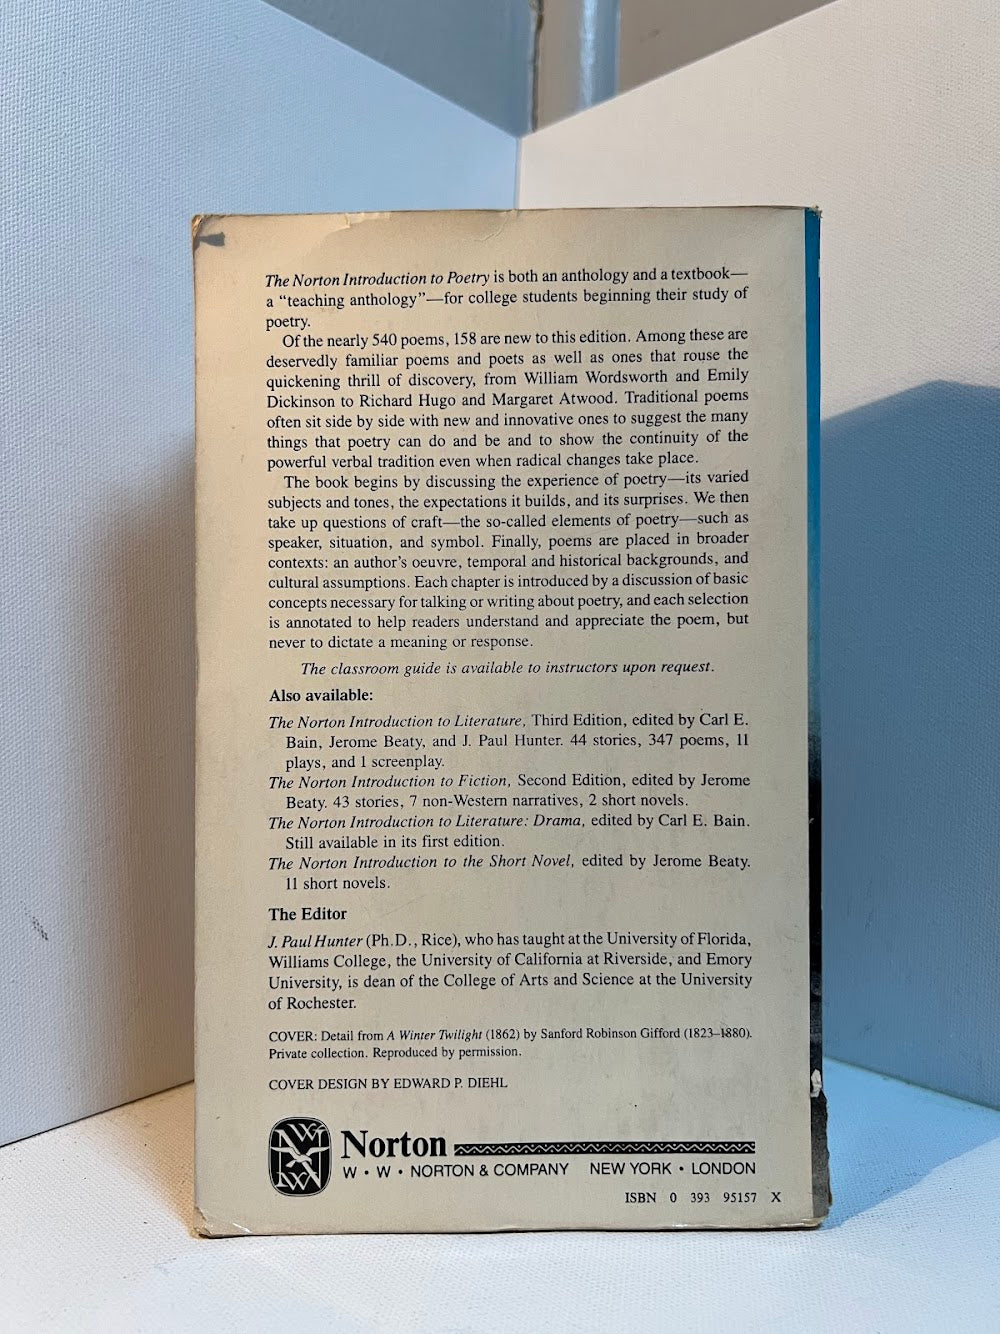 The Norton Introduction to Poetry is both an anthology and a textbook—
a “teaching anthology”—for college students beginning their study of
poetry.
Of the nearly 540 poems, 158 are new to this edition. Among these are
deservedly familiar poems and poets as well as ones that rouse the
quickening thrill of discovery, from William Wordsworth and Emily
Dickinson to Richard Hugo and Margaret Atwood. Traditional poems
often sit side by side with new and innovative ones to suggest the many
things that poetry can do and be and to show the continuity of the
powerful verbal tradition even when radical changes take place.
The book begins by discussing the experience of poetry—its varied
subjects and tones, the expectations it builds, and its surprises. We then
take up questions of craft—the so-called elements of poetry—such as
speaker, situation, and symbol. Finally, poems are placed in broader
contexts: an author's oeuvre, temporal and historical backgrounds, and
cultural assumptions. Each chapter is introduced by a discussion of basic
concepts necessary for talking or writing about poetry, and each selection
is annotated to help readers understand and appreciate the poem, but
never to dictate a meaning or response.
The classroom guide is available to instructors upon request.
Also available:
The Norton Introduction to Literature, Third Edition, edited by Carl E.
Bain, Jerome Beaty, and J. Paul Hunter. 44 stories, 347 poems, 11
plays, and 1 screenplay.
The Norton Introduction to Fiction, Second Edition, edited by Jerome
Beaty. 43 stories, 7 non-Western narratives, 2 short novels.
The Norton Introduction to Literature: Drama, edited by Carl E. Bain.
Still available in its first edition.
The Norton Introduction to the Short Novel, edited by Jerome Beaty.
11 short novels.
The Editor
J. Paul Hunter (Ph.D., Rice), who has taught at the University of Florida,
Williams College, the University of California at Riverside, and Emory
University, is dean of the College of Arts and Science at the University
of Rochester.
COVER: Detail from A Winter Twilight (1862) by Sanford Robinson Gifford (1823–1880).
Private collection. Reproduced by permission.
COVER DESIGN BY EDWARD P. DIEHL
Norton
W • W • NORTON & COMPANY NEW YORK • LONDON
ISBN 0 393 95157 X